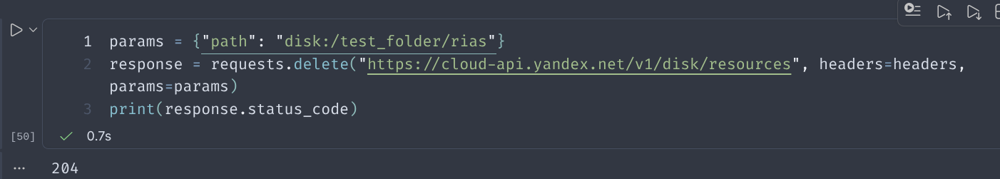 1 params = {"path": "disk:/test_folder/rias"}
2 response = requests.delete("https://cloud-api.yandex.net/v1/disk/resources", headers=headers,
params=params)
3 print(response.status_code)
[50] 0.7s
... 204